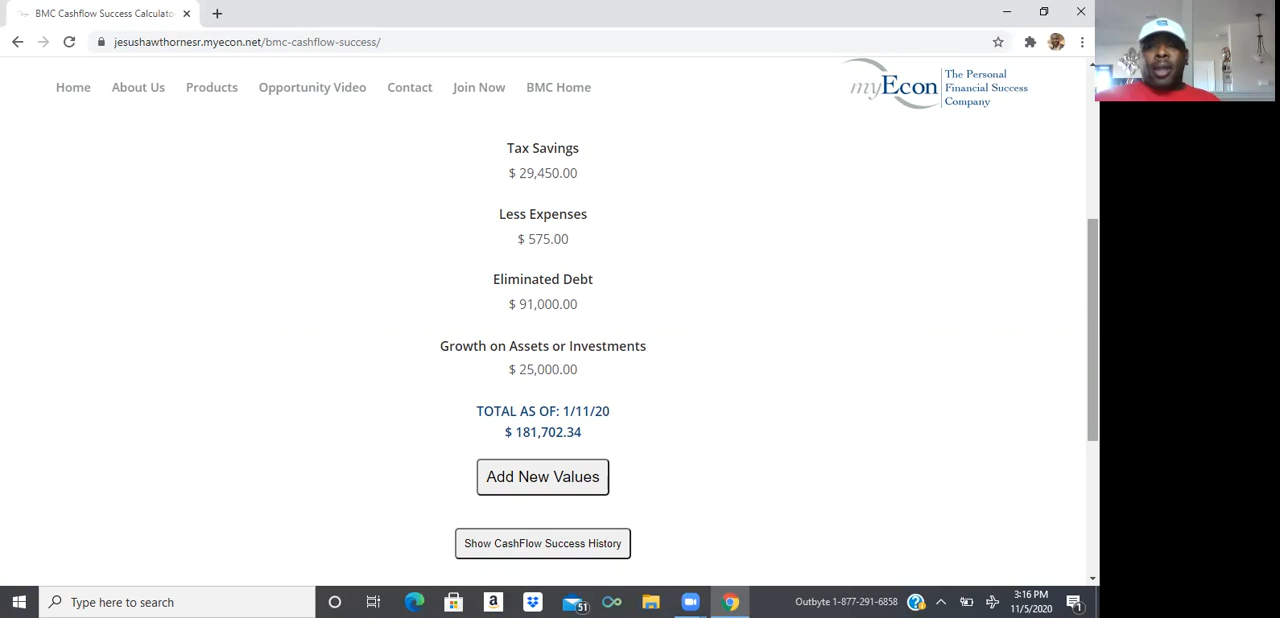 BMC Cashflow Success Calculato
jesushawthornesr.myecon.net/bmc-cashflow-success/
Home About Us Products Opportunity Video Contact Join Now BMC Home
myEcon
The Personal
Financial Success
Company
Tax Savings
$ 29,450.00
Less Expenses
$ 575.00
Eliminated Debt
$ 91,000.00
Growth on Assets or Investments
$ 25,000.00
TOTAL AS OF: 1/11/20
$ 181,702.34
Add New Values
Show CashFlow Success History
Type here to search
51
Outbyte 1-877-291-6858
3:16 PM
11/5/2020
1